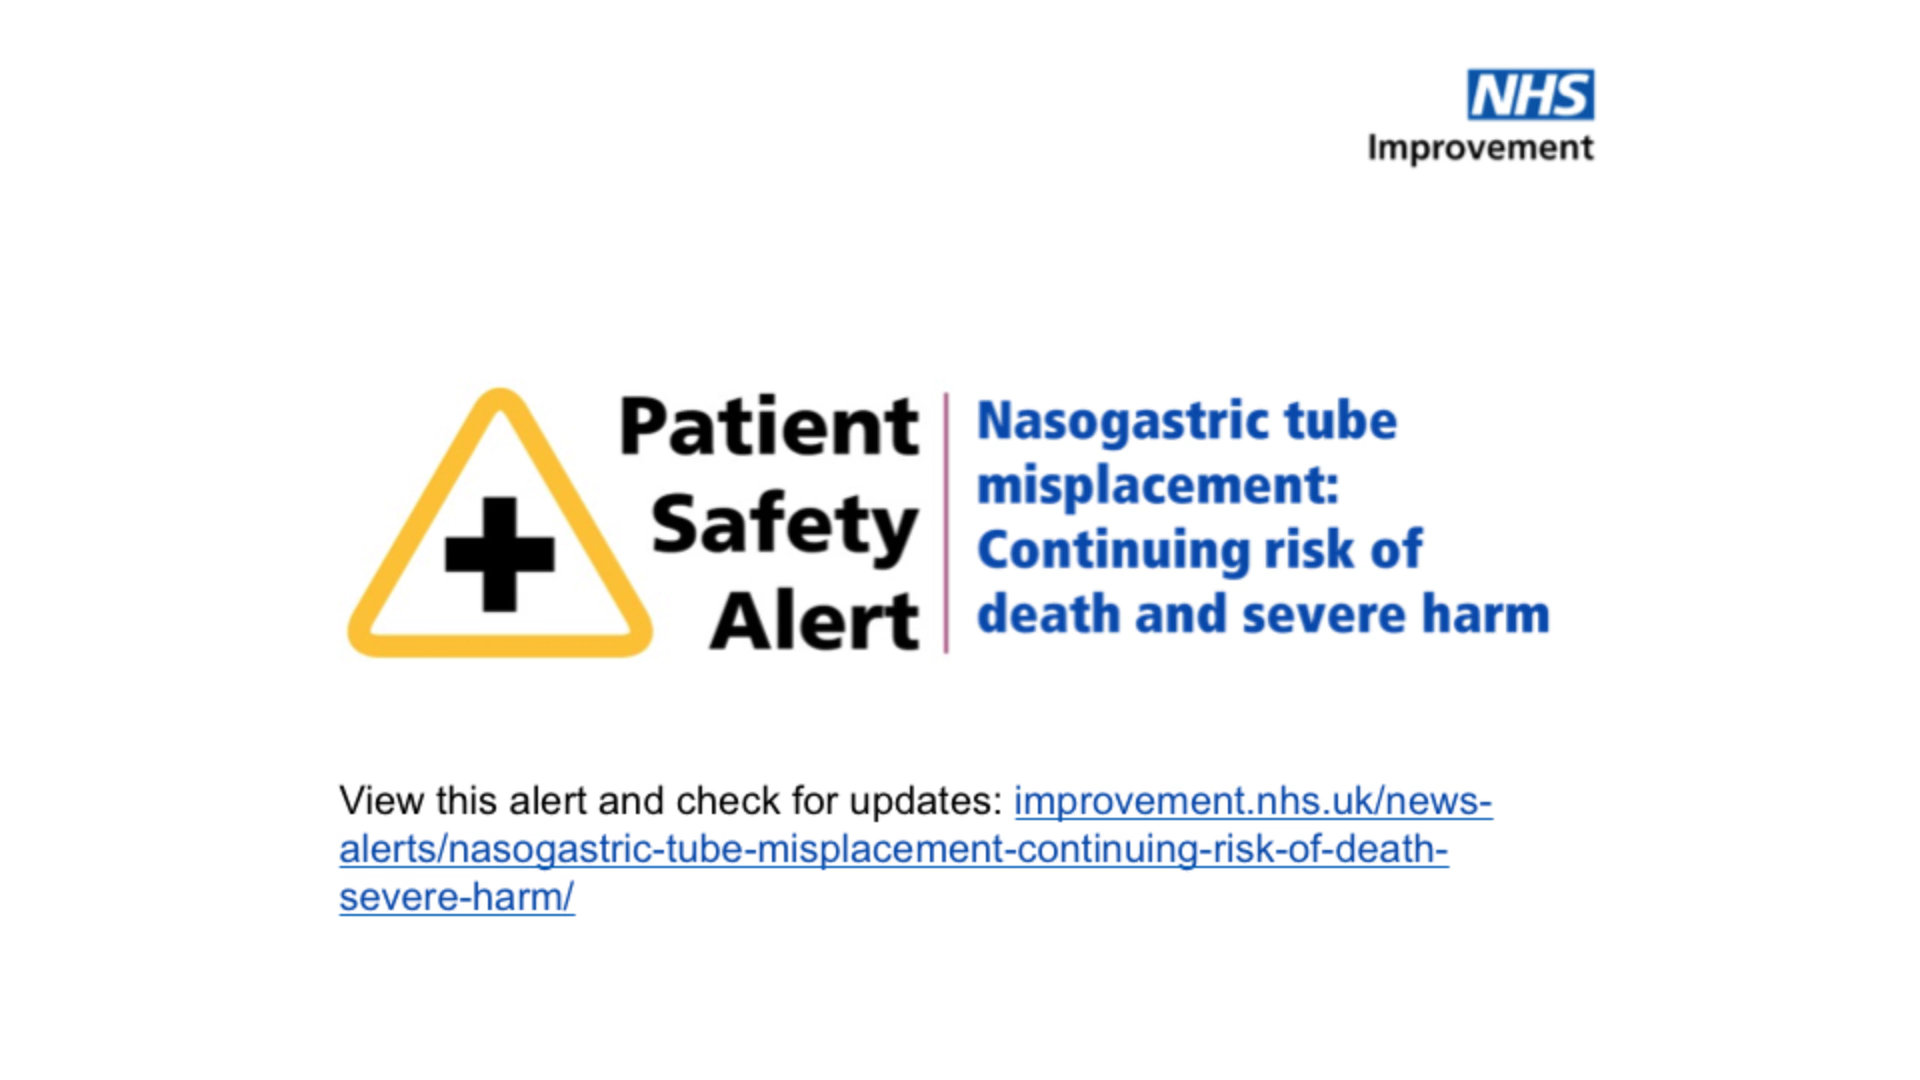 NHS
Improvement
Patient
Safety
Alert
Nasogastric tube
misplacement:
Continuing risk of
death and severe harm
View this alert and check for updates: improvement.nhs.uk/news-
alerts/nasogastric-tube-misplacement-continuing-risk-of-death-
severe-harm/